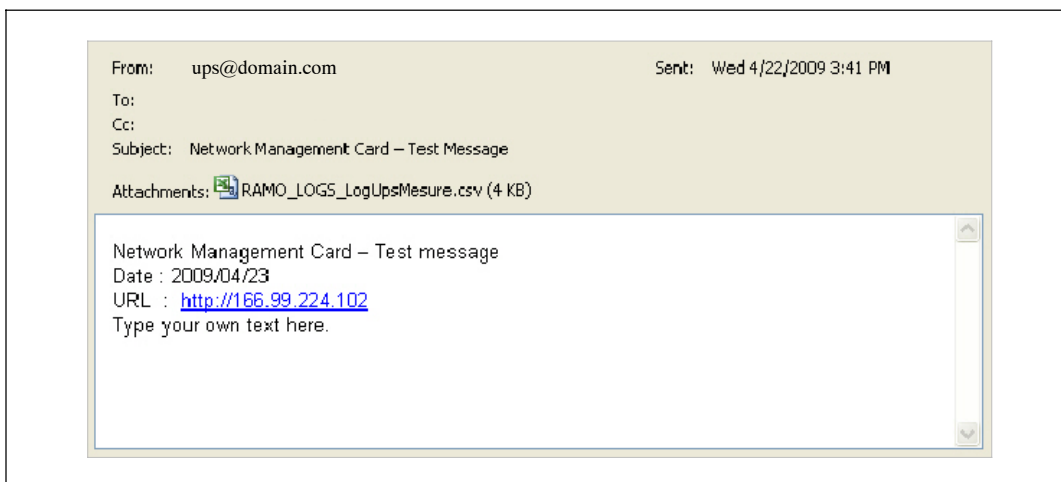 From: ups@domain.com Sent: Wed 4/22/2009 3:41 PM
To:
Cc:
Subject: Network Management Card – Test Message
Attachments: RAMO_LOGS_LogUpsMesure.csv (4 KB)
Network Management Card – Test message
Date : 2009/04/23
URL : http://166.99.224.102
Type your own text here.